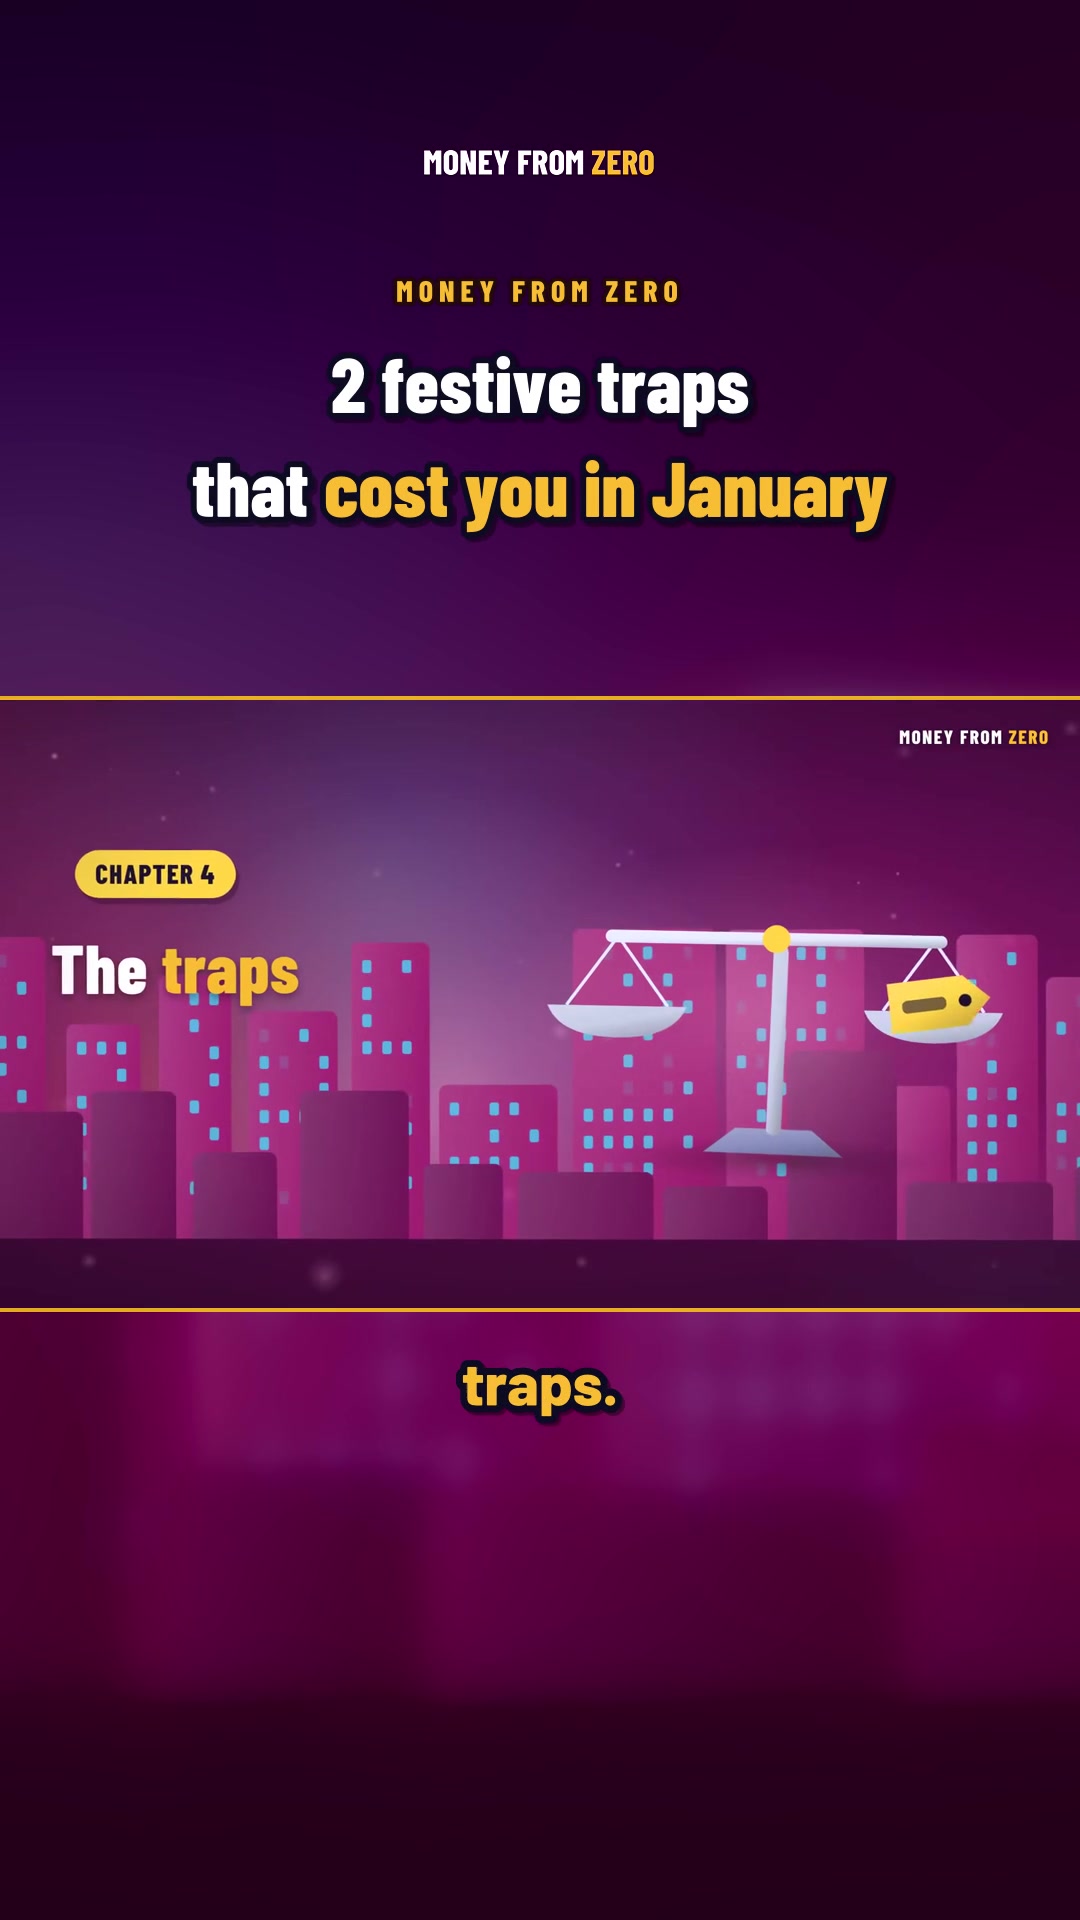 MONEY FROM ZERO
MONEY FROM ZERO
2 festive traps
that cost you in January
MONEY FROM ZERO
CHAPTER 4
The traps
traps.